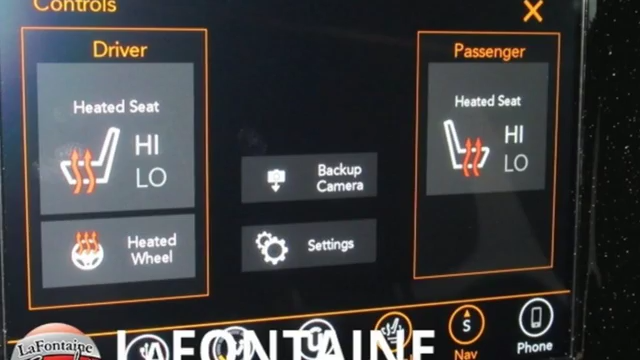 Controls
Driver
Passenger
Heated Seat
Heated Seat
HI
HI
LO
LO
Backup
Camera
Heated
Wheel
Settings
S
Nav
Phone
LaFontaine
LAFONTAINE